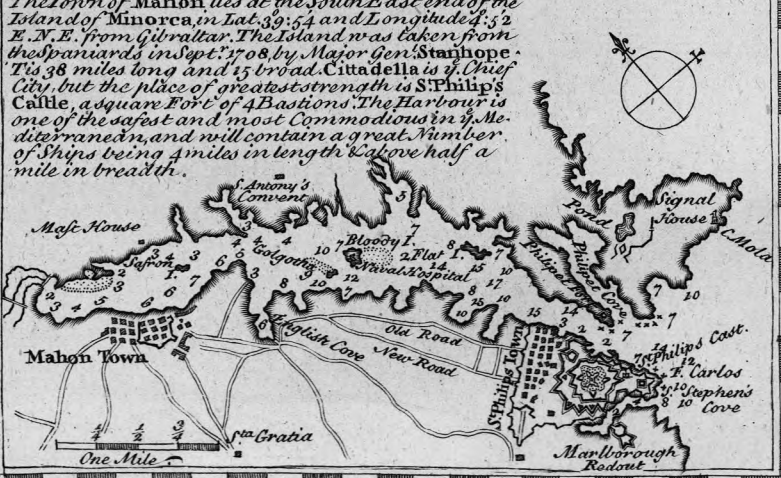 The Town of Mahon lies at the South East end of the
Island of Minorca, in Lat. 39:54 and Longitude 4:52
E.N.E. from Gibraltar. The Island was taken from
the Spaniards in Sept.r 1708, by Major Gen.l Stanhope.
'Tis 38 miles long and 15 broad. Cittadella is y.e Chief
City, but the place of greatest strength is S.t Philip's
Castle, a square Fort of 4 Bastions. The Harbour is
one of the safest and most Commodious in y.e Me-
diterranean, and will contain a great Number
of Ships being 4 miles in length & above half a
mile in breadth.
S. Antony's
Convent
Mast House
Safron I.
Golgotha
Bloody I.
Naval Hospital
Flat I.
Pond
Signal
House
C. Mola
Philipet
Philipet Cove
English Cove
Old Road
New Road
Mahon Town
S.t Philips Town
S.t Philips Cast.
F. Carlos
S. Stephen's
Cove
Marlborough
Redout
S.ta Gratia
1/4 1/2 3/4
One Mile